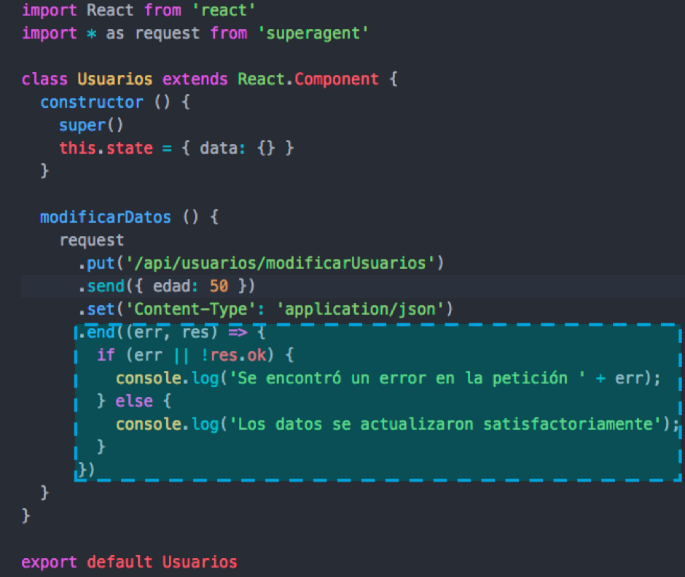 import React from 'react'
import * as request from 'superagent'
class Usuarios extends React.Component {
constructor () {
super()
this.state = { data: {} }
}
modificarDatos () {
request
.put('/api/usuarios/modificarUsuarios')
.send({ edad: 50 })
.set('Content-Type': 'application/json')
.end((err, res) => {
if (err || !res.ok) {
console.log('Se encontró un error en la petición ' + err);
} else {
console.log('Los datos se actualizaron satisfactoriamente');
}
})
}
}
export default Usuarios